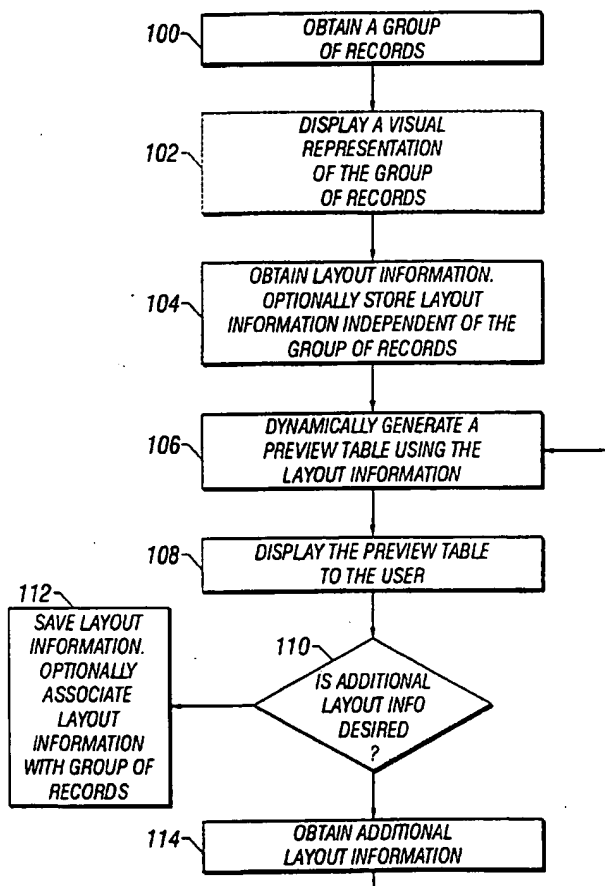 100
OBTAIN A GROUP
OF RECORDS
102
DISPLAY A VISUAL
REPRESENTATION
OF THE GROUP
OF RECORDS
104
OBTAIN LAYOUT INFORMATION.
OPTIONALLY STORE LAYOUT
INFORMATION INDEPENDENT OF THE
GROUP OF RECORDS
106
DYNAMICALLY GENERATE A
PREVIEW TABLE USING THE
LAYOUT INFORMATION
108
DISPLAY THE PREVIEW TABLE
TO THE USER
110
IS ADDITIONAL
LAYOUT INFO
DESIRED
?
112
SAVE LAYOUT
INFORMATION.
OPTIONALLY
ASSOCIATE
LAYOUT
INFORMATION
WITH GROUP OF
RECORDS
114
OBTAIN ADDITIONAL
LAYOUT INFORMATION